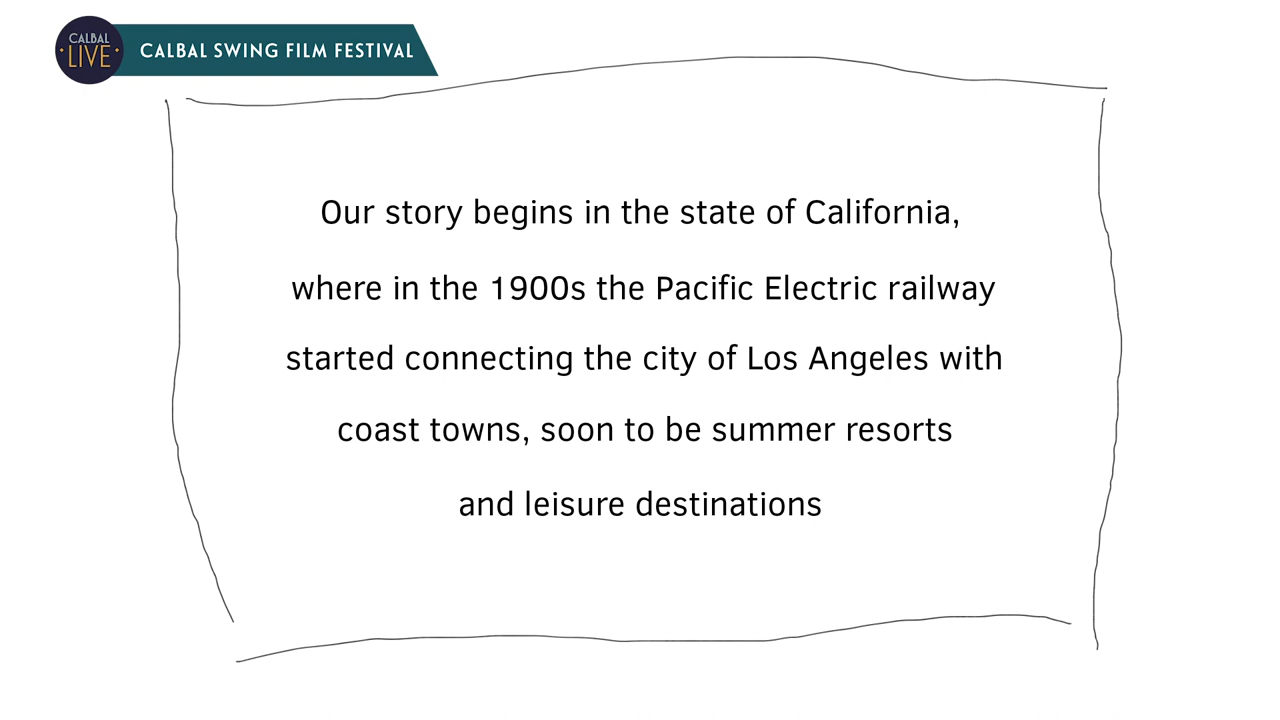 CALBAL
LIVE
CALBAL SWING FILM FESTIVAL
Our story begins in the state of California,
where in the 1900s the Pacific Electric railway
started connecting the city of Los Angeles with
coast towns, soon to be summer resorts
and leisure destinations